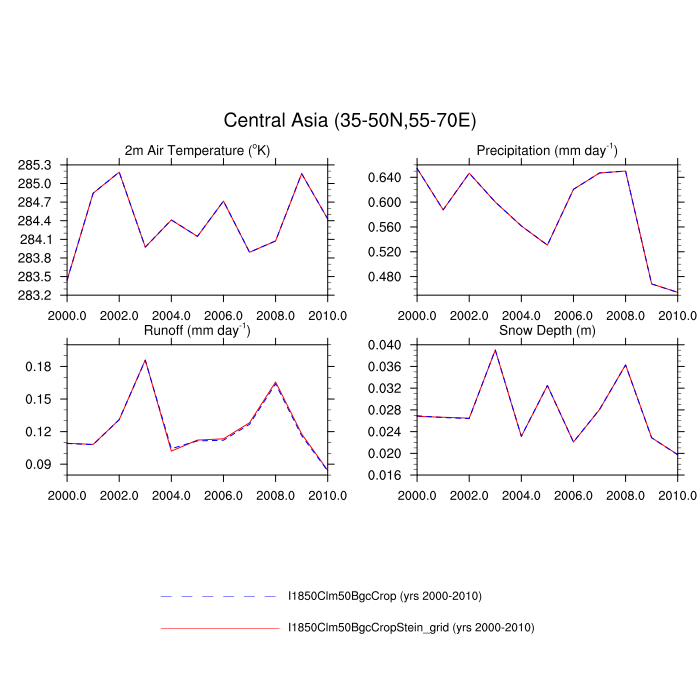 Central Asia (35-50N,55-70E)
2m Air Temperature (°K)
285.3
285.0
284.7
284.4
284.1
283.8
283.5
283.2
2000.0 2002.0 2004.0 2006.0 2008.0 2010.0
Precipitation (mm day⁻¹)
0.640
0.600
0.560
0.520
0.480
2000.0 2002.0 2004.0 2006.0 2008.0 2010.0
Runoff (mm day⁻¹)
0.18
0.15
0.12
0.09
2000.0 2002.0 2004.0 2006.0 2008.0 2010.0
Snow Depth (m)
0.040
0.036
0.032
0.028
0.024
0.020
0.016
2000.0 2002.0 2004.0 2006.0 2008.0 2010.0
I1850Clm50BgcCrop (yrs 2000-2010)
I1850Clm50BgcCropStein_grid (yrs 2000-2010)